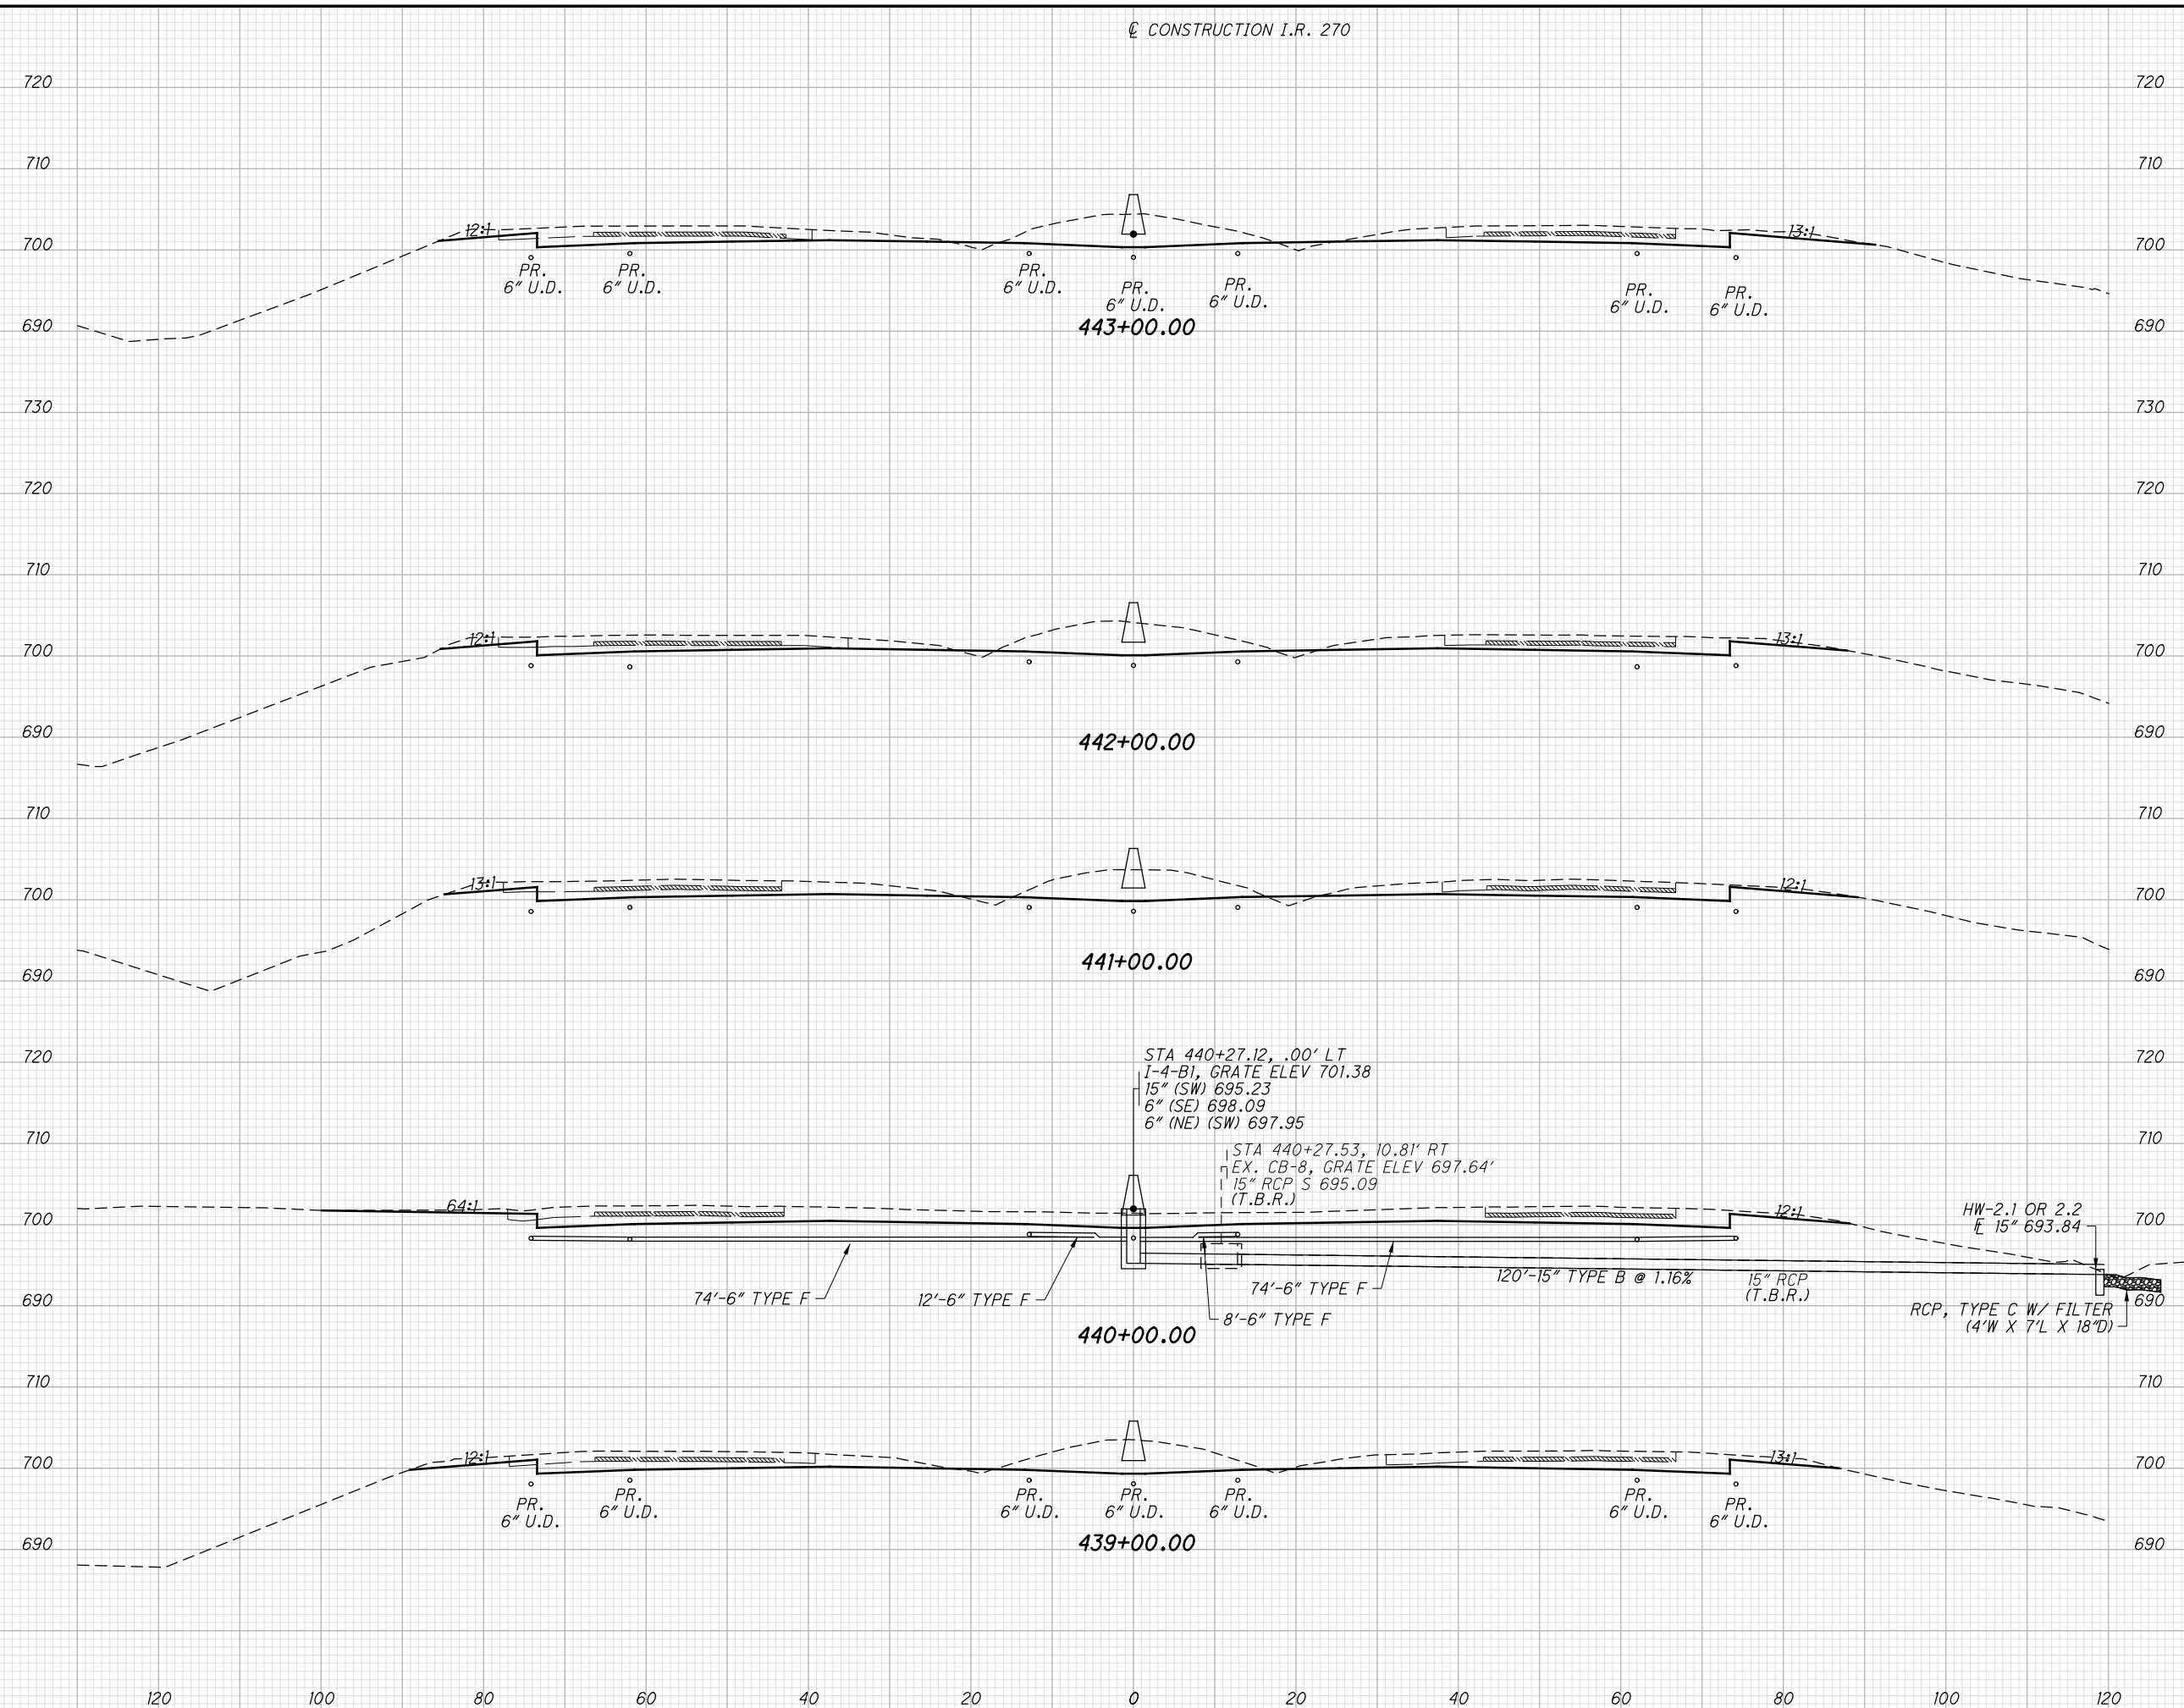 ℄ CONSTRUCTION I.R. 270
720 720
710 710
12:1 13:1
700 700
PR. PR. PR. PR. PR. PR. PR.
6" U.D. 6" U.D. 6" U.D. 6" U.D. 6" U.D. 6" U.D. 6" U.D.
690 443+00.00 690
730 730
720 720
710 710
12:1 13:1
700 700
690 442+00.00 690
710 710
13:1 12:1
700 700
441+00.00
690 690
720 720
STA 440+27.12, .00' LT
I-4-B1, GRATE ELEV 701.38
15" (SW) 695.23
6" (SE) 698.09
6" (NE) (SW) 697.95
710 710
STA 440+27.53, 10.81' RT
EX. CB-8, GRATE ELEV 697.64'
15" RCP S 695.09
(T.B.R.)
64:1 12:1
700 700
HW-2.1 OR 2.2
℄ 15" 693.84
74'-6" TYPE F
12'-6" TYPE F
8'-6" TYPE F
74'-6" TYPE F
120'-15" TYPE B @ 1.16%
15" RCP
(T.B.R.)
690 690
RCP, TYPE C W/ FILTER
(4'W X 7'L X 18"D)
440+00.00
710 710
12:1 13:1
700 700
PR. PR. PR. PR. PR. PR. PR.
6" U.D. 6" U.D. 6" U.D. 6" U.D. 6" U.D. 6" U.D. 6" U.D.
439+00.00
690 690
120 100 80 60 40 20 0 20 40 60 80 100 120